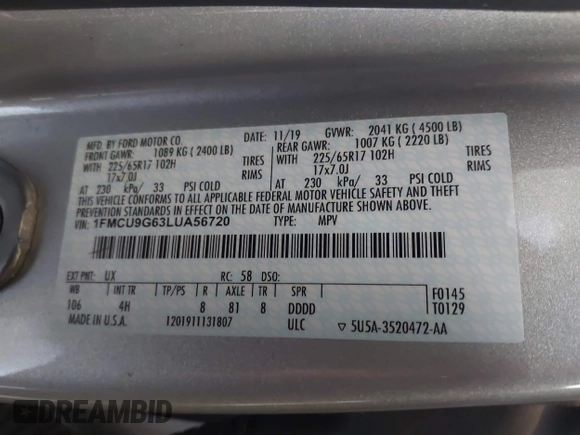 MFD. BY FORD MOTOR CO.
DATE: 11/19 GVWR: 2041 KG (4500 LB)
FRONT GAWR: 1089 KG (2400 LB)
REAR GAWR: 1007 KG (2220 LB)
WITH 225/65R17 102H TIRES
WITH 225/65R17 102H TIRES
17x7.0J RIMS
17x7.0J RIMS
AT 230 kPa/ 33 PSI COLD
AT 230 kPa/ 33 PSI COLD
THIS VEHICLE CONFORMS TO ALL APPLICABLE FEDERAL MOTOR VEHICLE SAFETY AND THEFT
PREVENTION STANDARDS IN EFFECT ON THE DATE OF MANUFACTURE SHOWN ABOVE.
VIN: 1FMCU9G63LUA56720 TYPE: MPV
EXT PNT: UX RC: 58 DSO:
WB INT TR TP/PS R AXLE TR SPR
106 4H 8 81 8 DDDD
F0145
T0129
MADE IN U.S.A. 1201911131807 ULC ▽ 5U5A-3520472-AA
DREAMBID